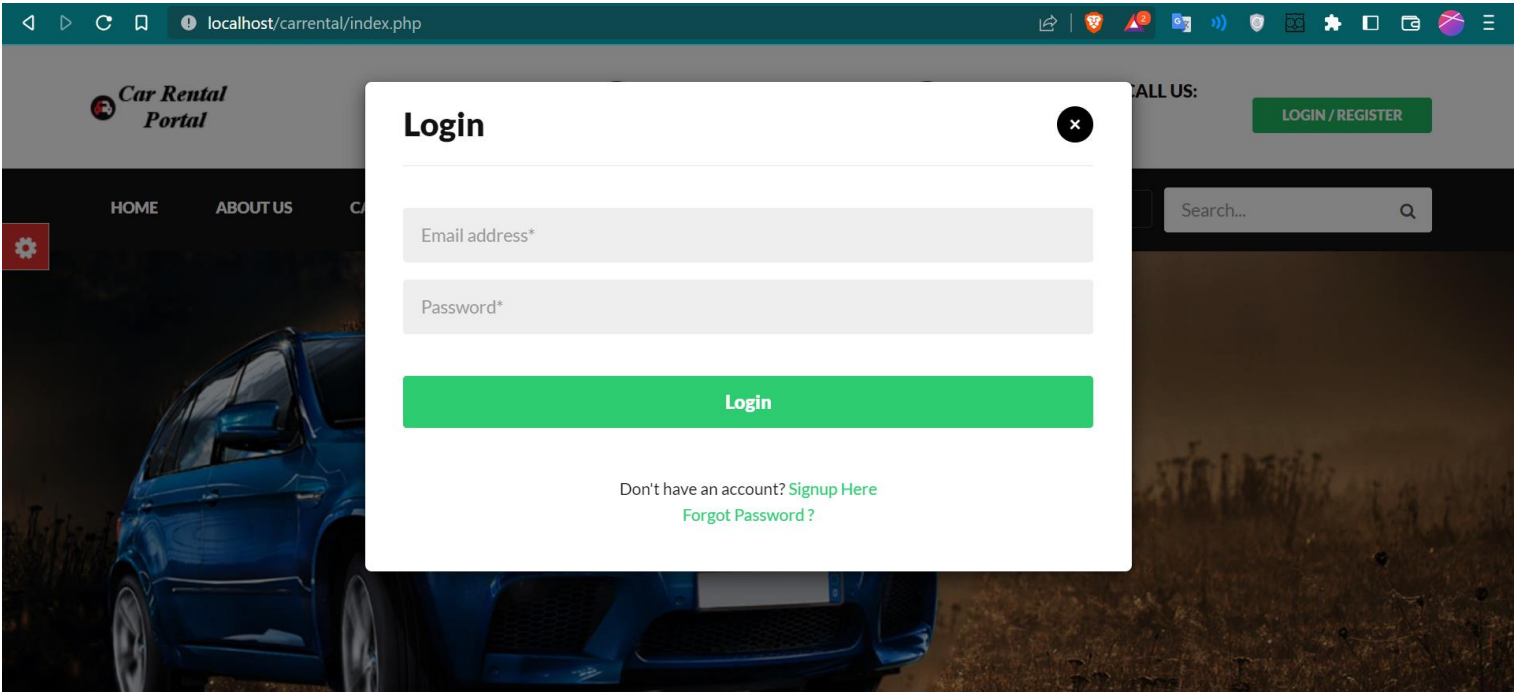 localhost/carrental/index.php
2
Car Rental
Portal
CALL US:
LOGIN / REGISTER
Login
×
HOME
ABOUT US
Search...
Email address*
Password*
Login
Don't have an account? Signup Here
Forgot Password ?